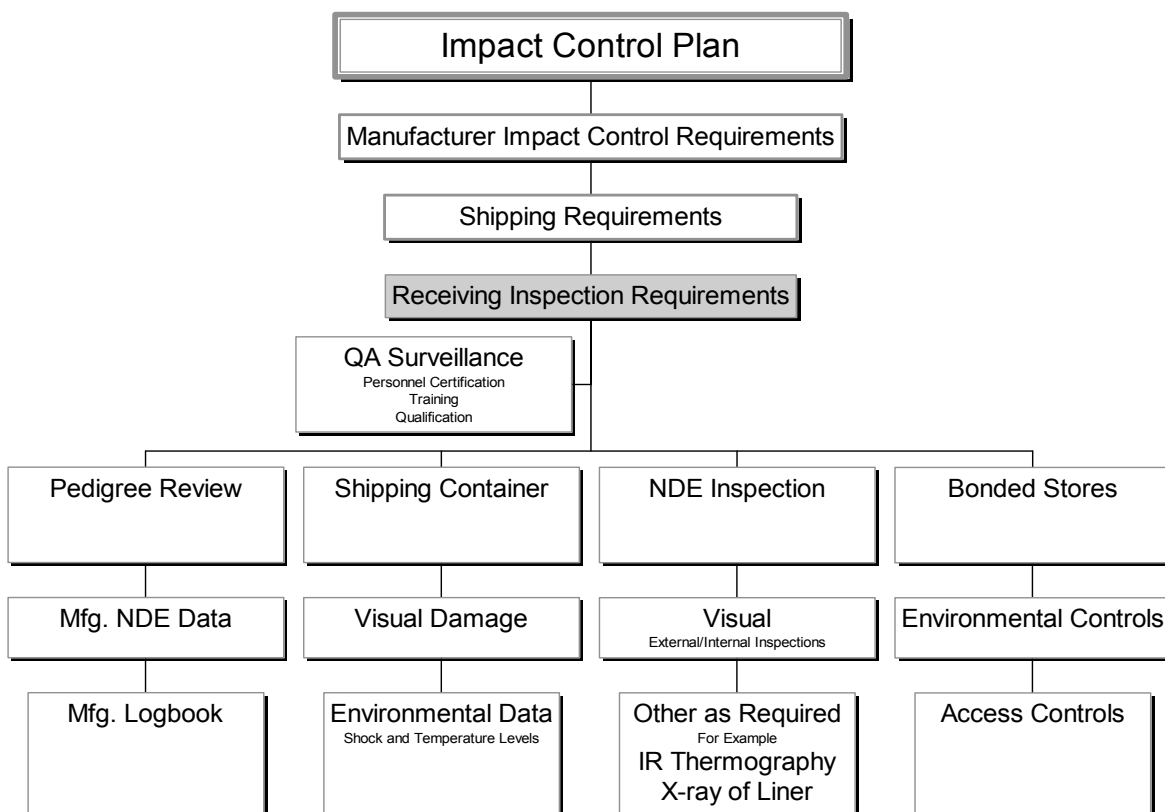 Impact Control Plan
Manufacturer Impact Control Requirements
Shipping Requirements
Receiving Inspection Requirements
QA Surveillance
Personnel Certification
Training
Qualification
Pedigree Review
Shipping Container
NDE Inspection
Bonded Stores
Mfg. NDE Data
Visual Damage
Visual
External/Internal Inspections
Environmental Controls
Mfg. Logbook
Environmental Data
Shock and Temperature Levels
Other as Required
For Example
IR Thermography
X-ray of Liner
Access Controls